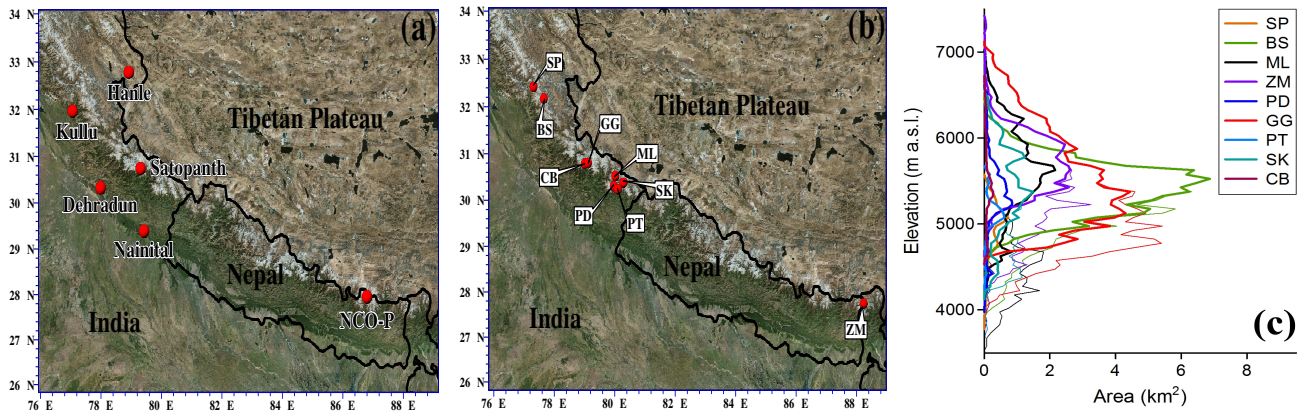 (a)
34 N
33 N
32 N
31 N
30 N
29 N
28 N
27 N
26 N
76 E
78 E
80 E
82 E
84 E
86 E
88 E
Hanle
Kullu
Tibetan Plateau
Satopanth
Dehradun
Nainital
Nepal
India
NCO-P
(b)
34 N
33 N
32 N
31 N
30 N
29 N
28 N
27 N
26 N
76 E
78 E
80 E
82 E
84 E
86 E
88 E
SP
BS
GG
Tibetan Plateau
ML
CB
SK
PD
PT
Nepal
India
ZM
Elevation (m a.s.l.)
7000
6000
5000
4000
0
2
4
6
8
Area (km²)
SP
BS
ML
ZM
PD
GG
PT
SK
CB
(c)